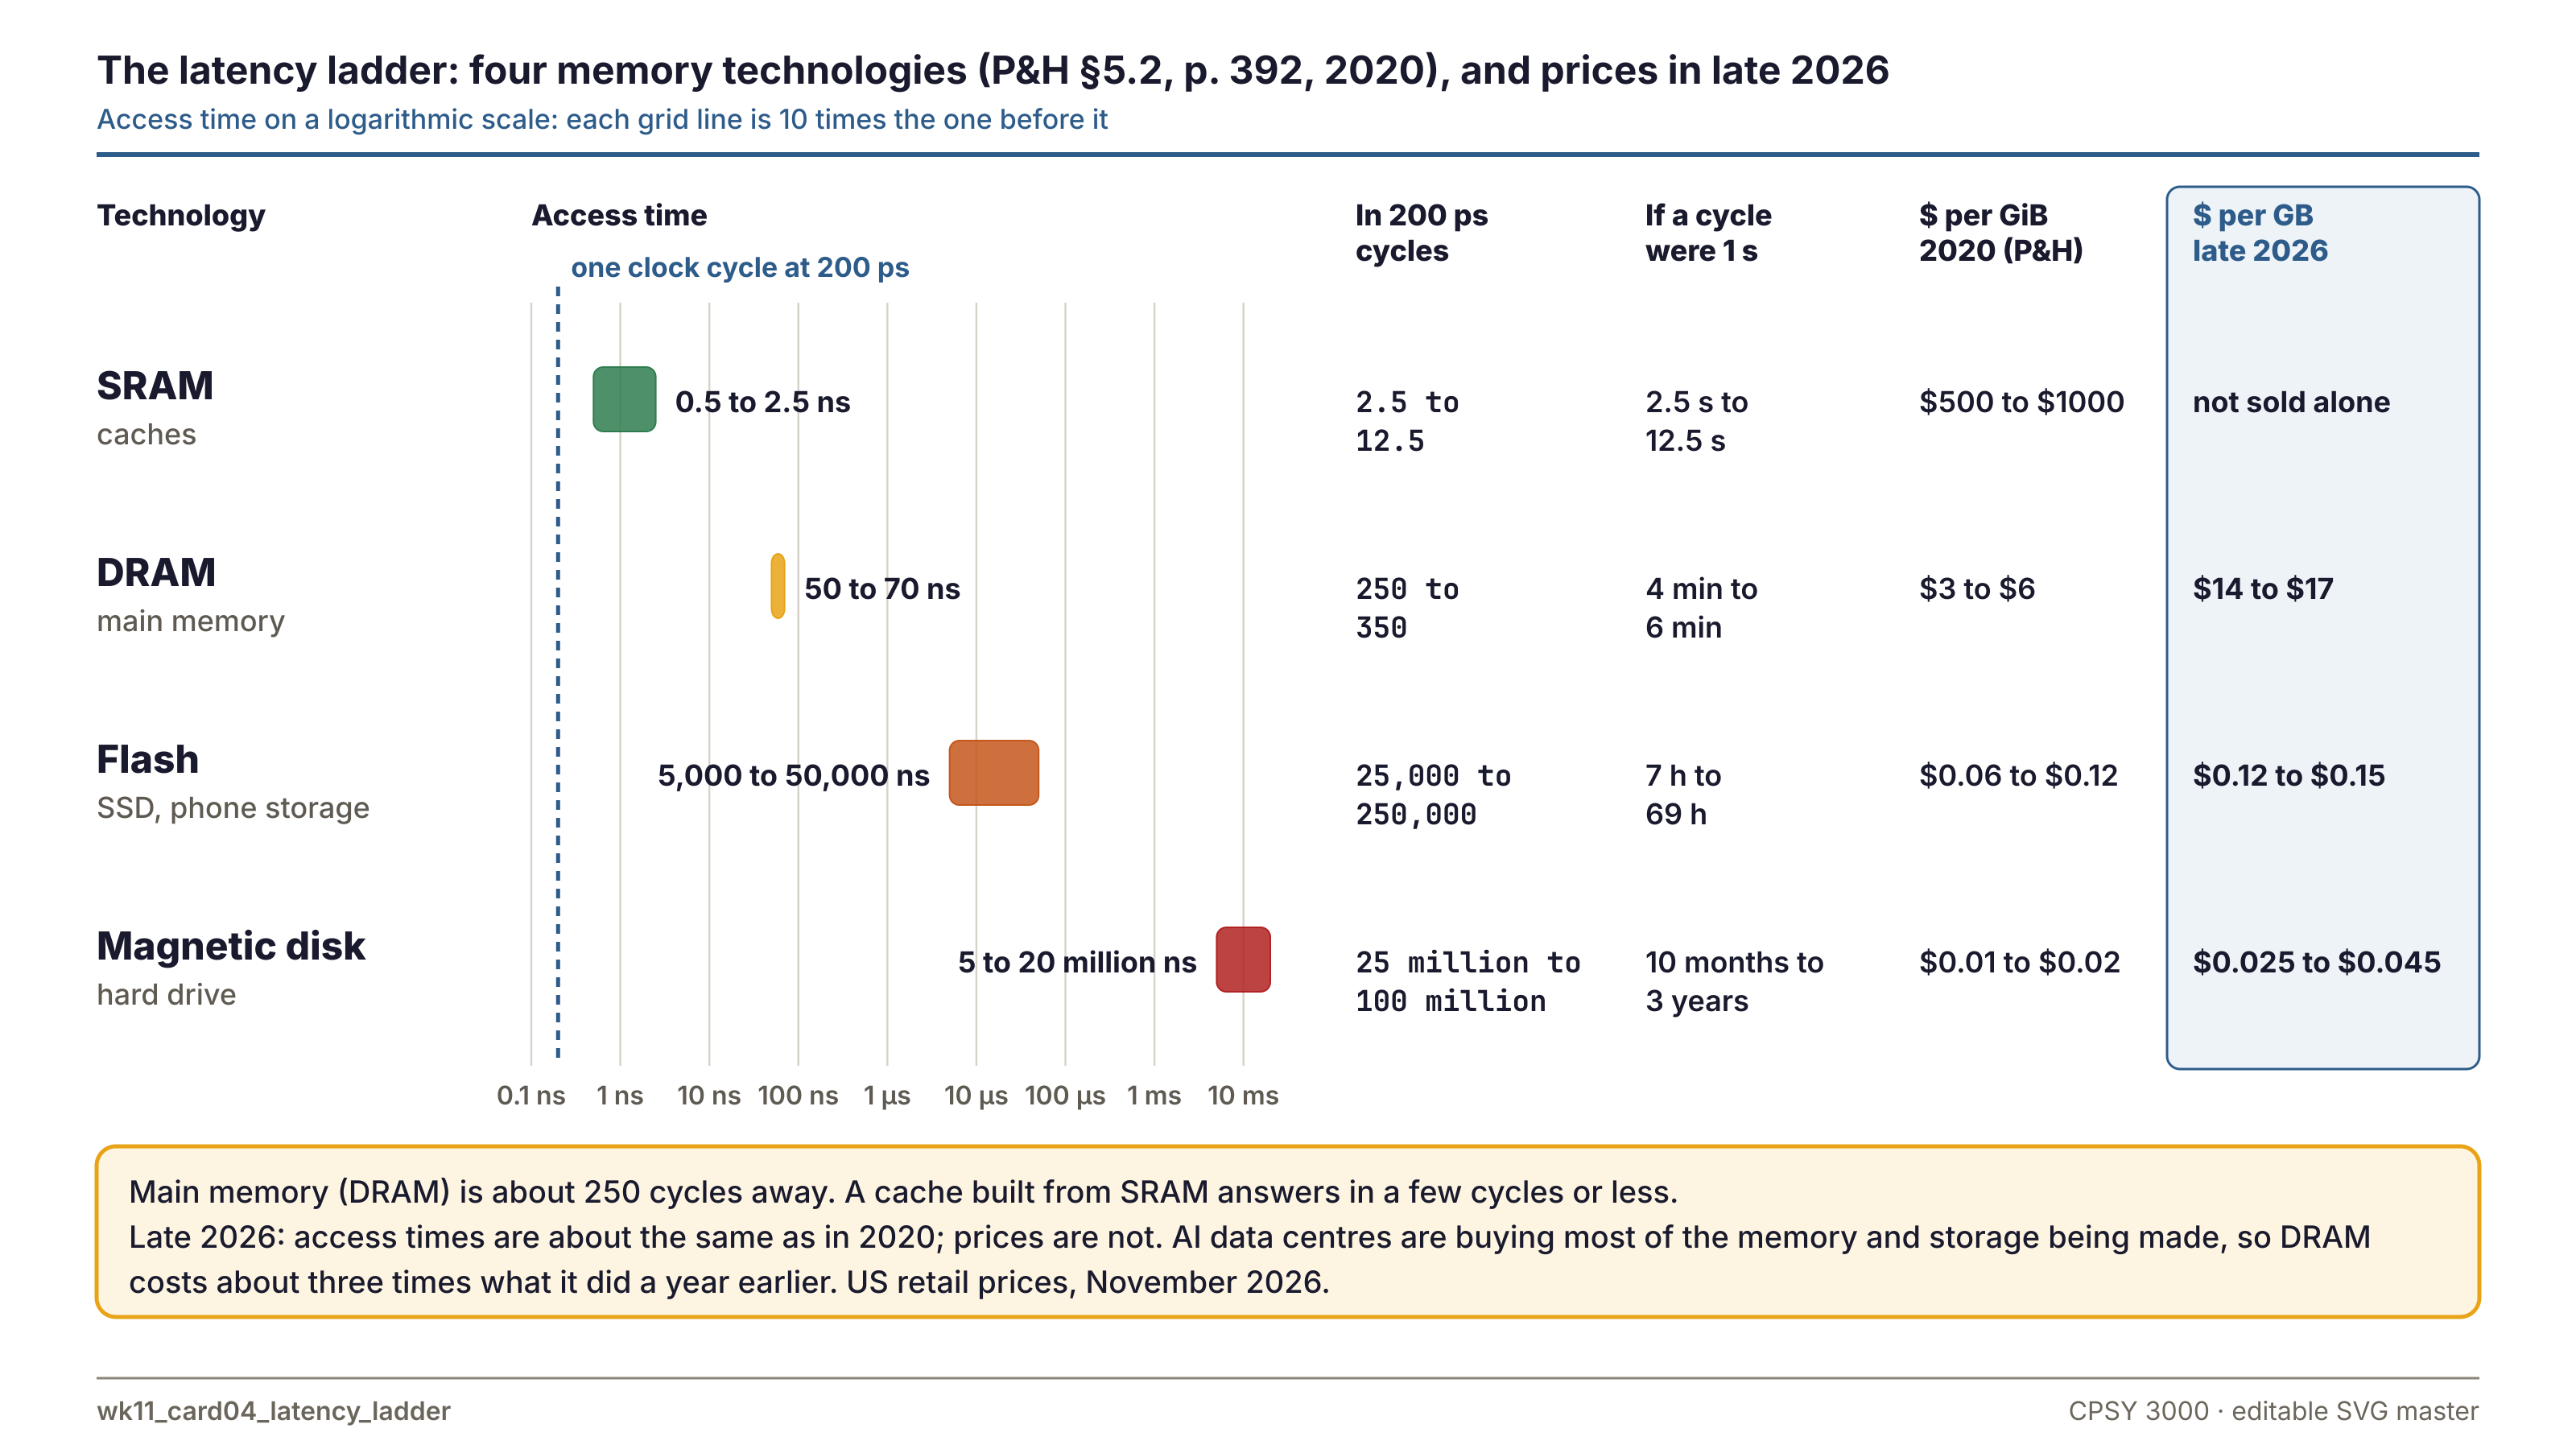 The latency ladder: four memory technologies (P&H §5.2, p. 392, 2020), and prices in late 2026
Access time on a logarithmic scale: each grid line is 10 times the one before it
Technology
Access time
In 200 ps
cycles
If a cycle
were 1 s
$ per GiB
2020 (P&H)
$ per GB
late 2026
one clock cycle at 200 ps
SRAM
caches
0.5 to 2.5 ns
2.5 to
12.5
2.5 s to
12.5 s
$500 to $1000
not sold alone
DRAM
main memory
50 to 70 ns
250 to
350
4 min to
6 min
$3 to $6
$14 to $17
Flash
SSD, phone storage
5,000 to 50,000 ns
25,000 to
250,000
7 h to
69 h
$0.06 to $0.12
$0.12 to $0.15
Magnetic disk
hard drive
5 to 20 million ns
25 million to
100 million
10 months to
3 years
$0.01 to $0.02
$0.025 to $0.045
0.1 ns 1 ns 10 ns 100 ns 1 µs 10 µs 100 µs 1 ms 10 ms
Main memory (DRAM) is about 250 cycles away. A cache built from SRAM answers in a few cycles or less.
Late 2026: access times are about the same as in 2020; prices are not. AI data centres are buying most of the memory and storage being made, so DRAM
costs about three times what it did a year earlier. US retail prices, November 2026.
wk11_card04_latency_ladder
CPSY 3000 · editable SVG master